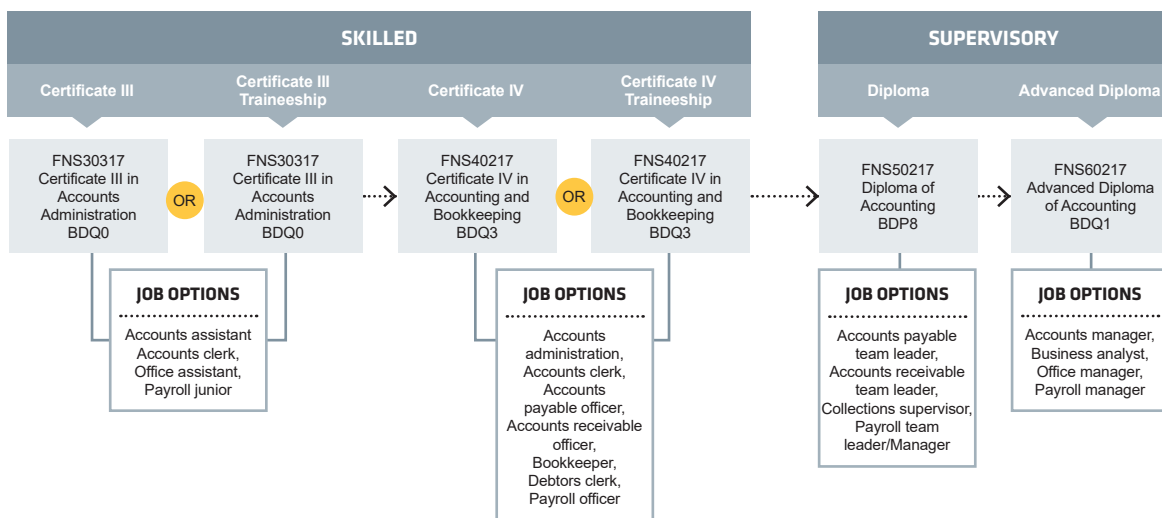 SKILLED
SUPERVISORY
Certificate III
Certificate III
Traineeship
Certificate IV
Certificate IV
Traineeship
Diploma
Advanced Diploma
FNS30317
Certificate III in
Accounts
Administration
BDQ0
OR
FNS30317
Certificate III in
Accounts
Administration
BDQ0
FNS40217
Certificate IV in
Accounting and
Bookkeeping
BDQ3
OR
FNS40217
Certificate IV in
Accounting and
Bookkeeping
BDQ3
FNS50217
Diploma of
Accounting
BDP8
FNS60217
Advanced Diploma
of Accounting
BDQ1
JOB OPTIONS
Accounts assistant
Accounts clerk,
Office assistant,
Payroll junior
JOB OPTIONS
Accounts
administration,
Accounts clerk,
Accounts
payable officer,
Accounts receivable
officer,
Bookkeeper,
Debtors clerk,
Payroll officer
JOB OPTIONS
Accounts payable
team leader,
Accounts receivable
team leader,
Collections supervisor,
Payroll team
leader/Manager
JOB OPTIONS
Accounts manager,
Business analyst,
Office manager,
Payroll manager